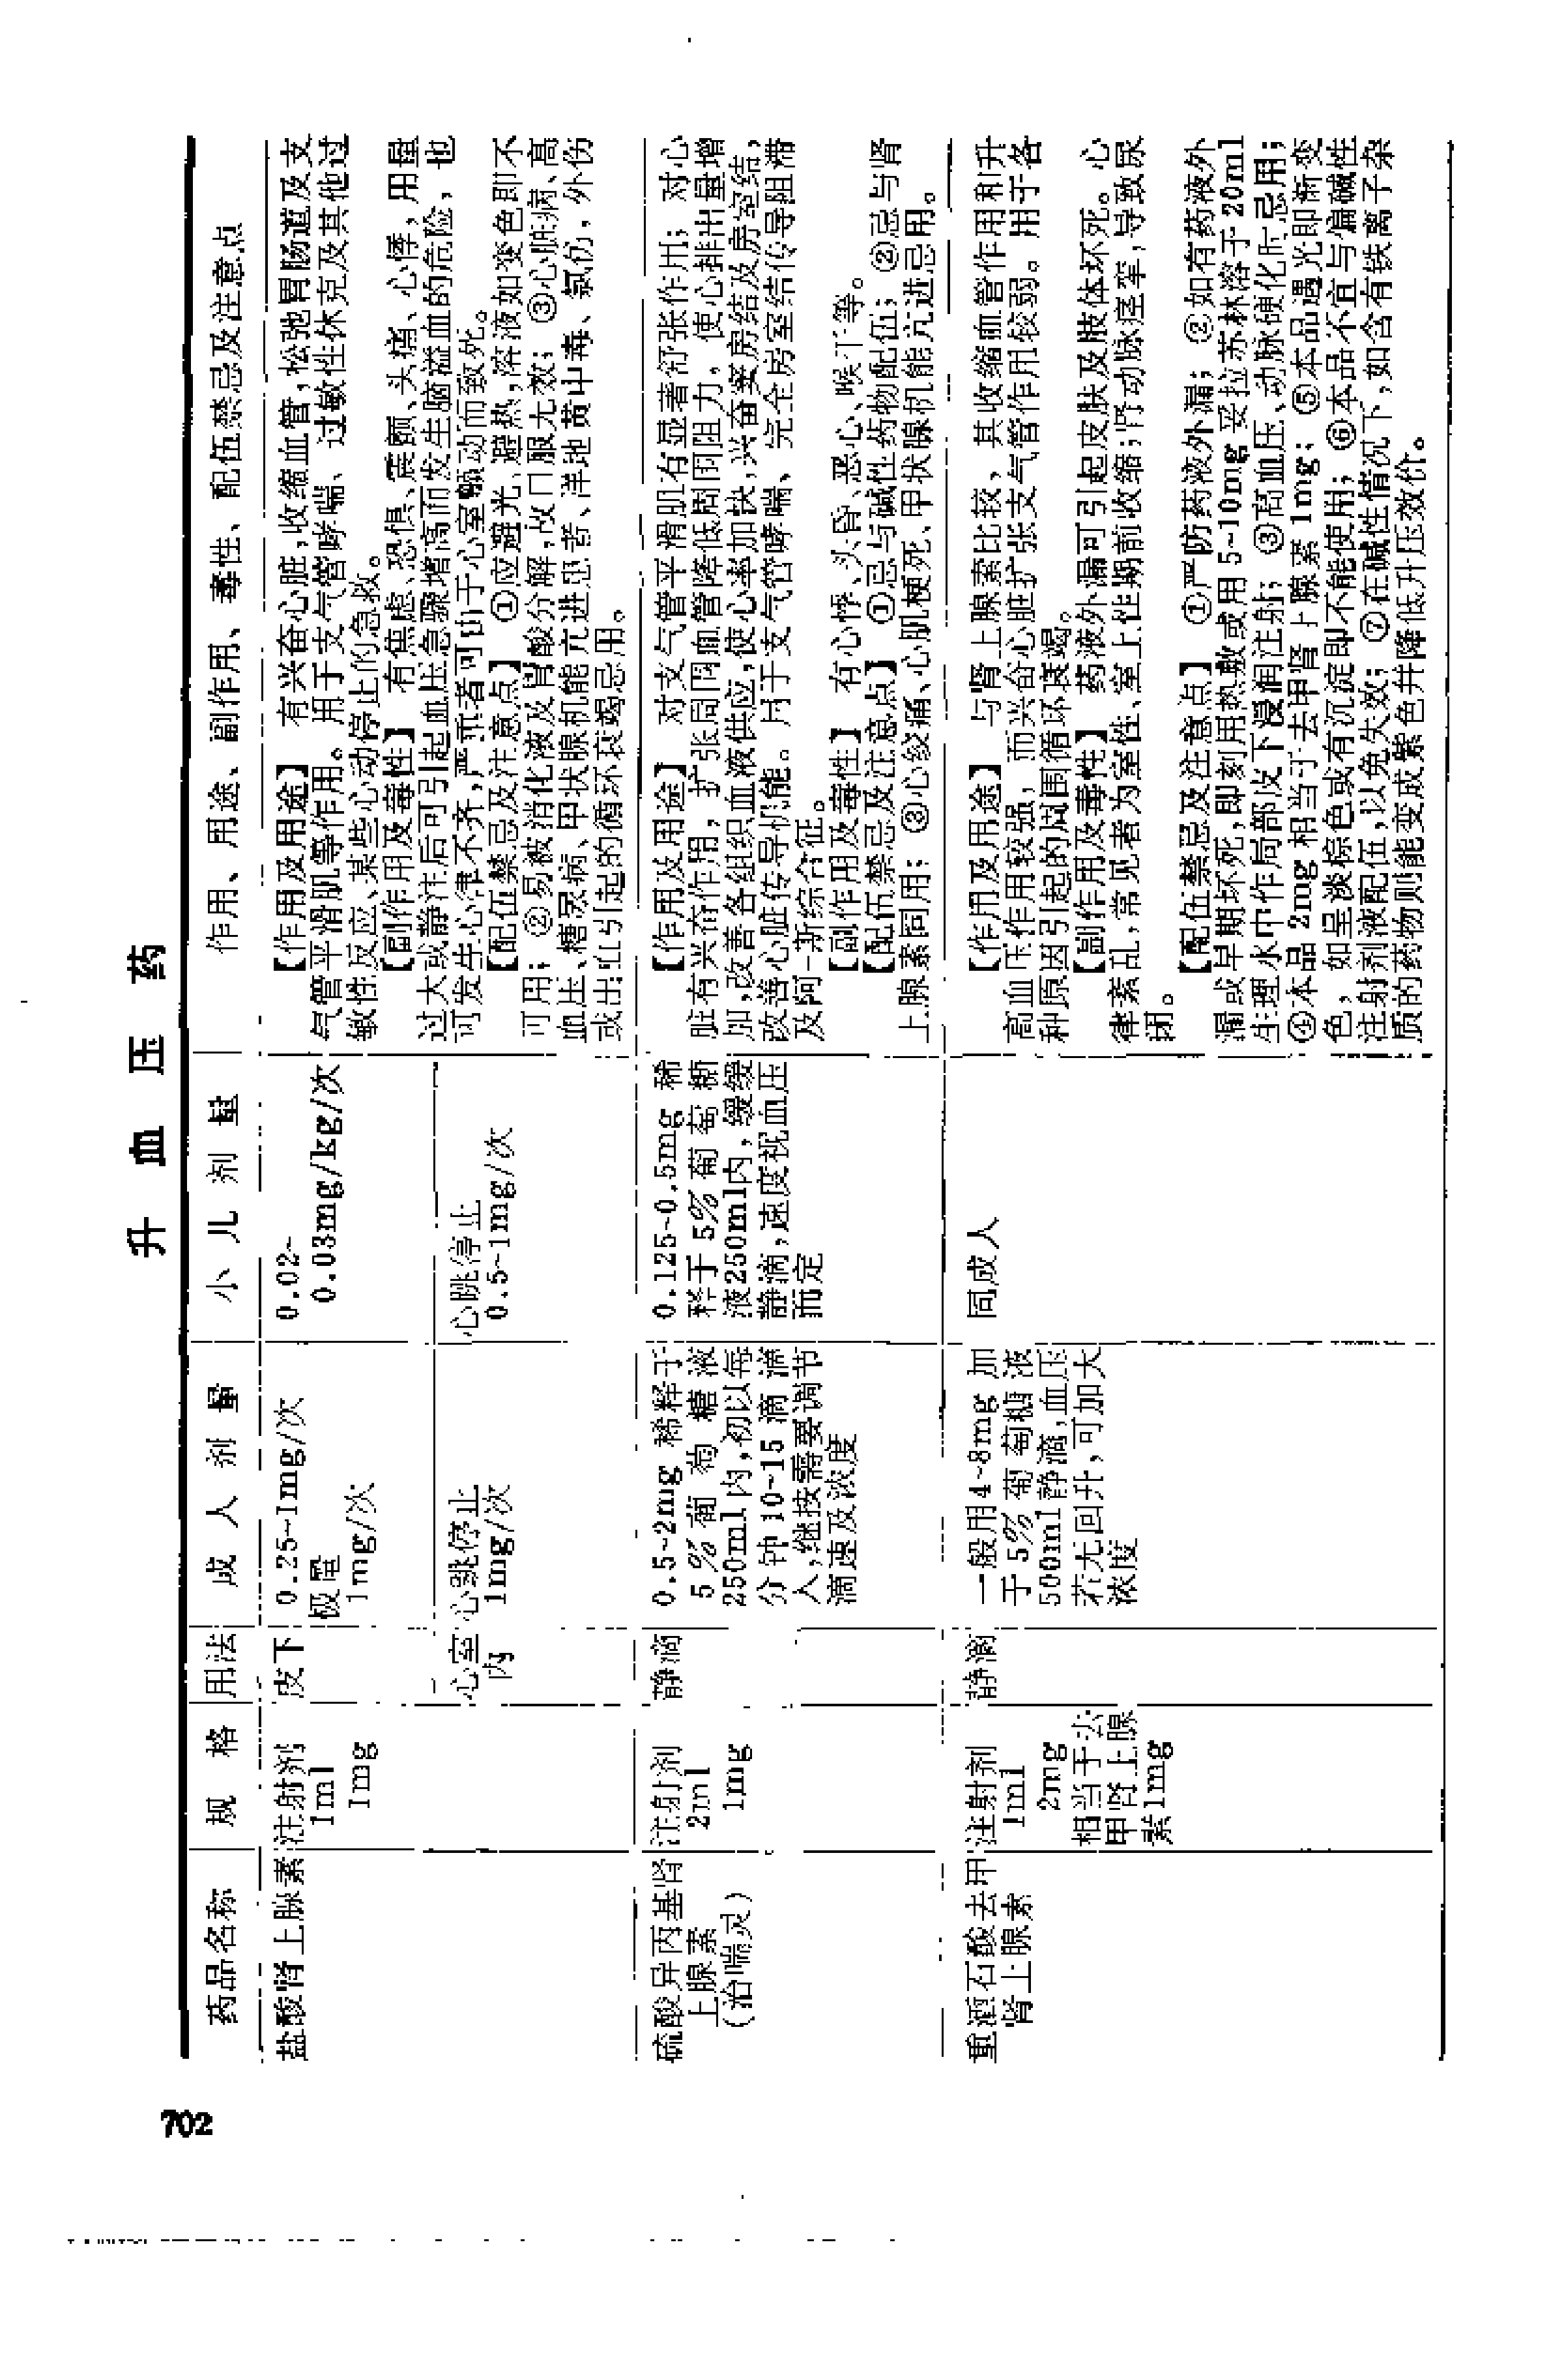 升血压药
药品名称 规格 用法 成人剂量 小儿剂量 作用、用途、副作用、毒性、配伍禁忌及注意点
盐酸肾上腺素
注射剂
1ml
1mg
皮下
0.25~1mg/次
极量
1mg/次
0.02~
0.03mg/kg/次
心室
内
心跳停止
1mg/次
心跳停止
0.5~1mg/次
【作用及用途】 有兴奋心脏,收缩血管,松弛胃肠道及支
气管平滑肌等作用。用于支气管哮喘、过敏性休克及其他过
敏性反应、某些心动停止的急救。
【副作用及毒性】 有焦虑、恐惧、震颤、头痛、心悸,用量
过大或静注后可引起血压急骤增高而发生脑溢血的危险,也
可发生心律不齐,严重者可由于心室颤动而致死。
【配伍禁忌及注意点】 ①应避光、避热,溶液如变色即不
可用;②易被消化液及胃酸分解,故口服无效;③心脏病、高
血压、糖尿病、甲状腺机能亢进患者、洋地黄中毒、氯仿,外伤
或出血引起的循环衰竭忌用。
硫酸异丙基肾
上腺素
(治喘灵)
注射剂
2ml
1mg
静滴
0.5~2mg 稀释于
5%葡萄糖液
250ml内,初以每
分钟10~15滴滴
入,继按需要调节
滴速及浓度
0.125~0.5mg 稀
释于5%葡萄糖
液250ml内,缓缓
静滴,速度视血压
而定
【作用及用途】 对支气管平滑肌有显著舒张作用;对心
脏有兴奋作用,扩张周围血管降低周围阻力,使心排出量增
加,改善各组织血液供应,使心率加快,兴奋窦房结及房室结,
改善心脏传导机能。用于支气管哮喘、完全房室结传导阻滞
及阿-斯综合征。
【副作用及毒性】 有心悸、头昏、恶心、喉干等。
【配伍禁忌及注意点】 ①忌与碱性药物配伍;②忌与肾
上腺素同用;③心绞痛、心肌梗死、甲状腺机能亢进忌用。
重酒石酸去甲
肾上腺素
注射剂
1ml
2mg
相当于去
甲肾上腺
素1mg
静滴
一般用4~8mg 加
于5%葡萄糖液
500ml静滴,血压
若无回升,可加大
浓度
同成人
【作用及用途】 与肾上腺素比较,其收缩血管作用和升
高血压作用较强,而兴奋心脏扩张支气管作用较弱。用于各
种原因引起的周围循环衰竭。
【副作用及毒性】 药液外漏可引起皮肤及肢体坏死。心
律紊乱,常见者为室性、室上性期前收缩;肾动脉痉挛,导致尿
闭。
【配伍禁忌及注意点】 ①严防药液外漏;②如有药液外
漏或早期坏死,即刻用热敷或用5~10mg妥拉苏林溶于20ml
生理水中作局部皮下浸润注射;③高血压、动脉硬化症忌用;
④本品2mg相当于去甲肾上腺素1mg;⑤本品遇光即渐变
色,如呈淡棕色或有沉淀即不能使用;⑥本品不宜与偏碱性
注射剂液配伍,以免失效;⑦在碱性情况下,如含有铁离子杂
质的药物则能变成紫色并降低升压效价。
702